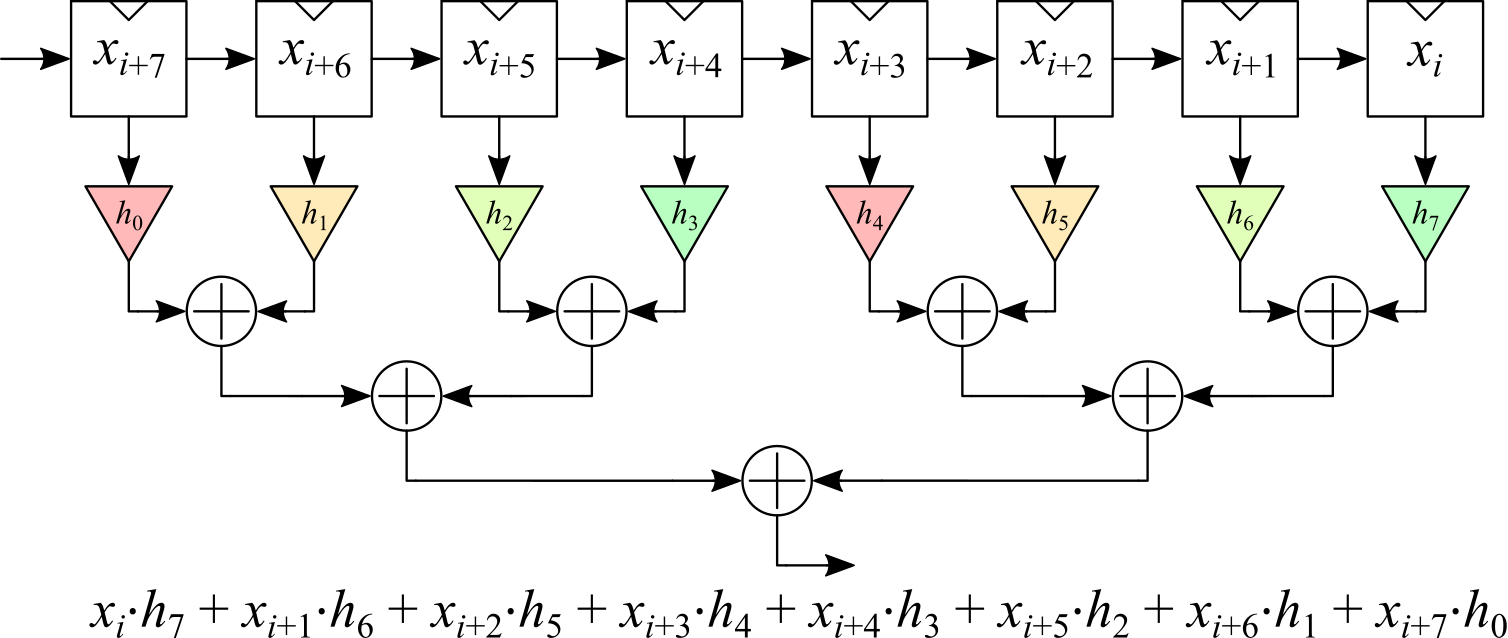 x_{i+7} x_{i+6} x_{i+5} x_{i+4} x_{i+3} x_{i+2} x_{i+1} x_i
h_0 h_1 h_2 h_3 h_4 h_5 h_6 h_7
x_i·h_7 + x_{i+1}·h_6 + x_{i+2}·h_5 + x_{i+3}·h_4 + x_{i+4}·h_3 + x_{i+5}·h_2 + x_{i+6}·h_1 + x_{i+7}·h_0